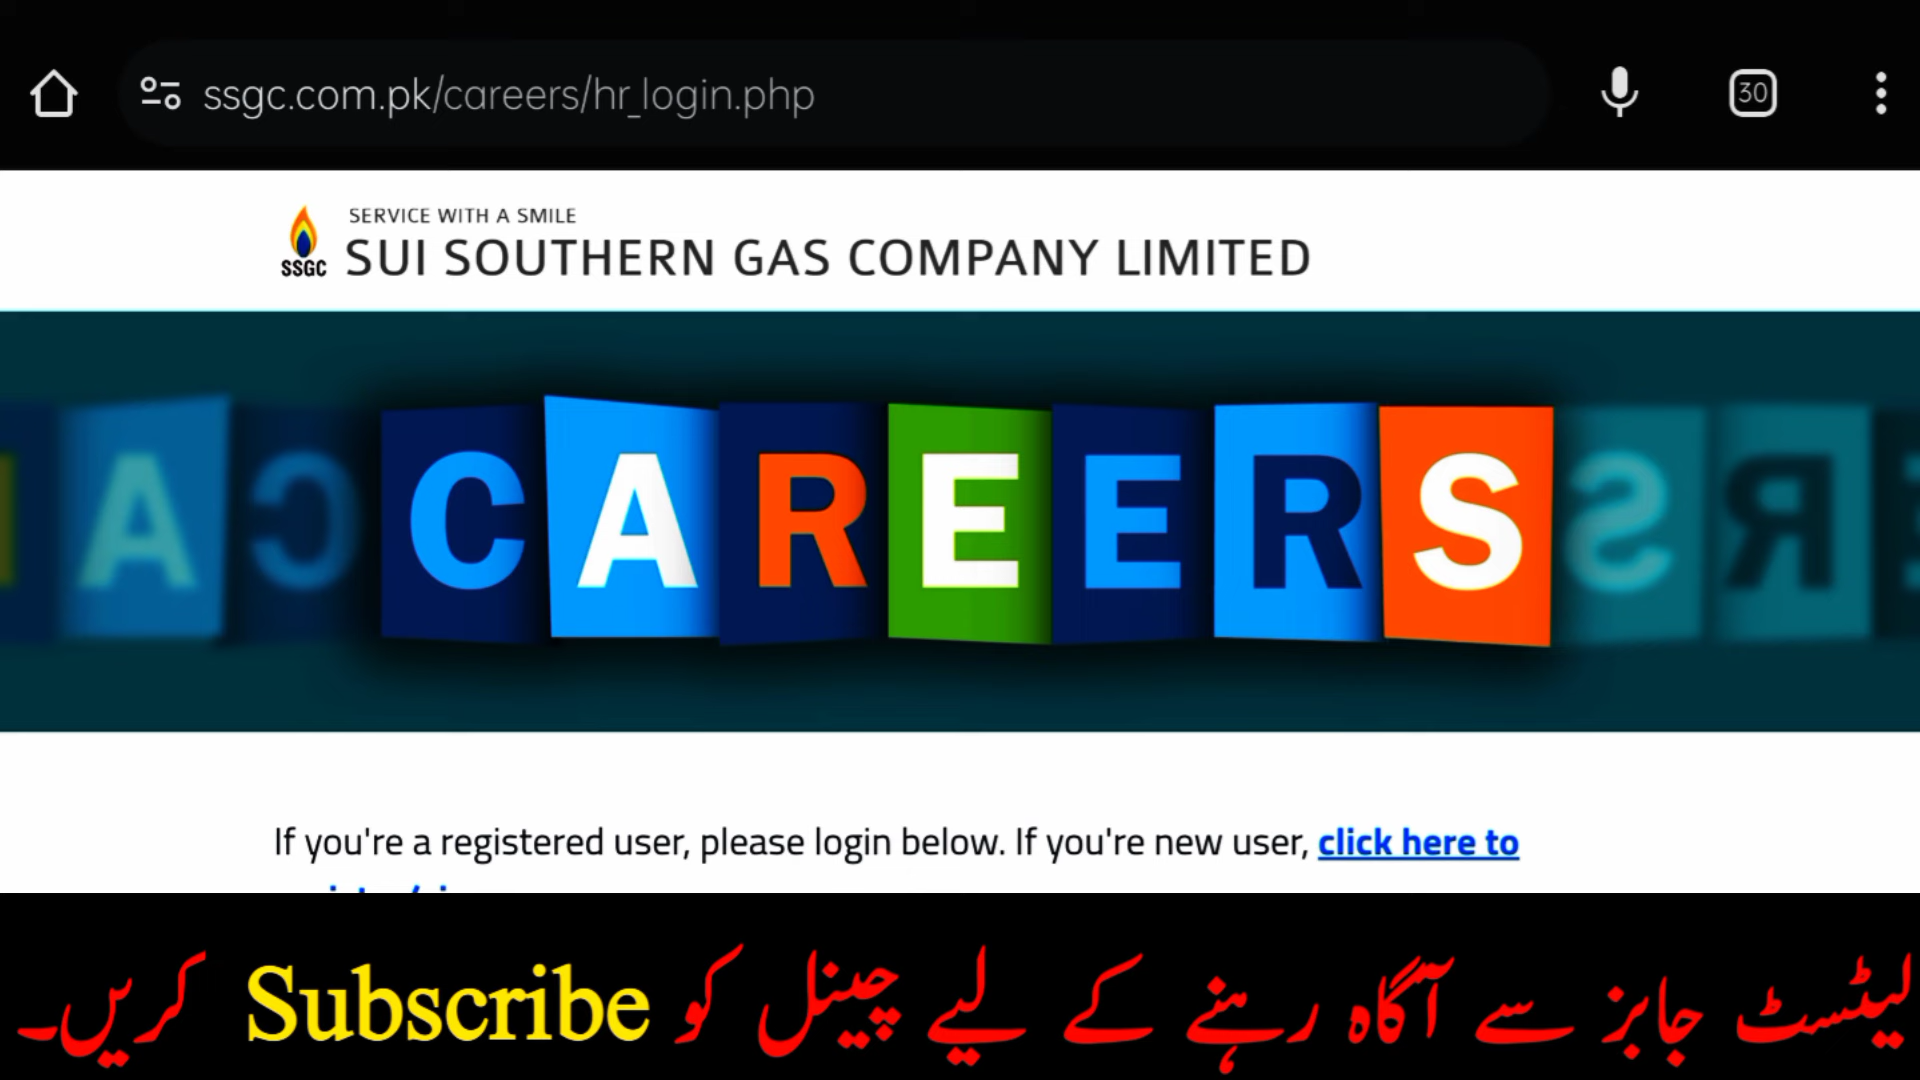 ssgc.com.pk/careers/hr_login.php
30
SERVICE WITH A SMILE
SSGC SUI SOUTHERN GAS COMPANY LIMITED
CAREERS
If you're a registered user, please login below. If you're new user, click here to
لیٹسٹ جابز سے آگاہ رہنے کے لیے چینل کو Subscribe کریں۔